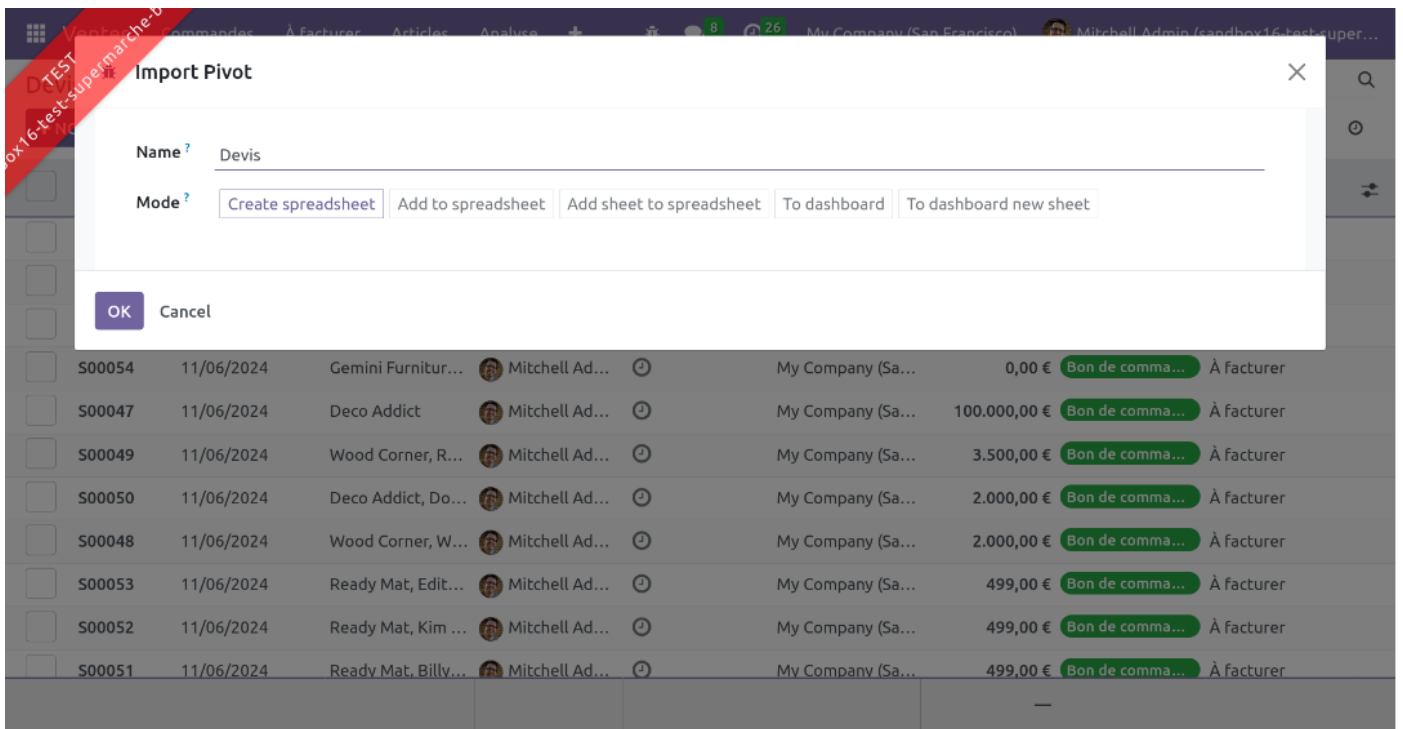 Ventes Commandes À facturer Articles Analyse 8 26 My Company (San Francisco) Mitchell Admin (sandbox16-test-super...
TEST
Import Pivot
Name ? Devis
Mode ? Create spreadsheet Add to spreadsheet Add sheet to spreadsheet To dashboard To dashboard new sheet
OK Cancel
S00054 11/06/2024 Gemini Furnitur... Mitchell Ad... My Company (Sa... 0,00 € Bon de comma... À facturer
S00047 11/06/2024 Deco Addict Mitchell Ad... My Company (Sa... 100.000,00 € Bon de comma... À facturer
S00049 11/06/2024 Wood Corner, R... Mitchell Ad... My Company (Sa... 3.500,00 € Bon de comma... À facturer
S00050 11/06/2024 Deco Addict, Do... Mitchell Ad... My Company (Sa... 2.000,00 € Bon de comma... À facturer
S00048 11/06/2024 Wood Corner, W... Mitchell Ad... My Company (Sa... 2.000,00 € Bon de comma... À facturer
S00053 11/06/2024 Ready Mat, Edit... Mitchell Ad... My Company (Sa... 499,00 € Bon de comma... À facturer
S00052 11/06/2024 Ready Mat, Kim ... Mitchell Ad... My Company (Sa... 499,00 € Bon de comma... À facturer
S00051 11/06/2024 Ready Mat, Billy... Mitchell Ad... My Company (Sa... 499,00 € Bon de comma... À facturer